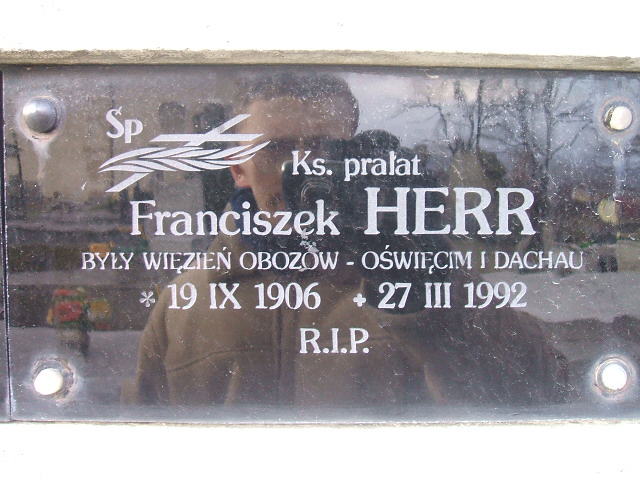 Śp
Ks. prałat
Franciszek HERR
BYŁY WIĘZIEŃ OBOZÓW - OŚWIĘCIM I DACHAU
* 19 IX 1906 + 27 III 1992
R.I.P.